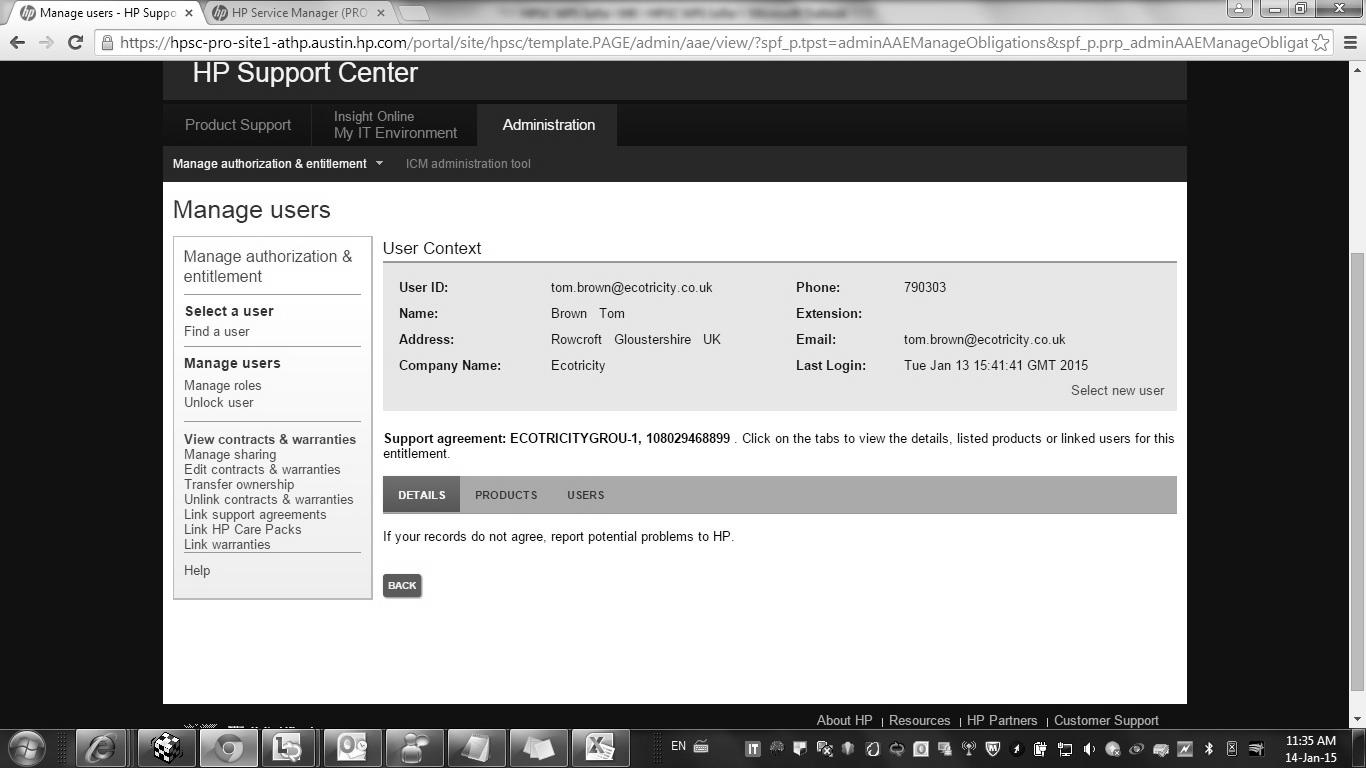 Manage users - HP Suppo
HP Service Manager (PRO
https://hpsc-pro-site1-athp.austin.hp.com/portal/site/hpsc/template.PAGE/admin/aae/view/?spf_p.tpst=adminAAEManageObligations&spf_p.prp_adminAAEManageObligat
HP Support Center
Product Support
Insight Online
My IT Environment
Administration
Manage authorization & entitlement
ICM administration tool
Manage users
Manage authorization &
entitlement
Select a user
Find a user
Manage users
Manage roles
Unlock user
View contracts & warranties
Manage sharing
Edit contracts & warranties
Transfer ownership
Unlink contracts & warranties
Link support agreements
Link HP Care Packs
Link warranties
Help
User Context
User ID: tom.brown@ecotricity.co.uk Phone: 790303
Name: Brown Tom Extension:
Address: Rowcroft Gloustershire UK Email: tom.brown@ecotricity.co.uk
Company Name: Ecotricity Last Login: Tue Jan 13 15:41:41 GMT 2015
Select new user
Support agreement: ECOTRICITYGROU-1, 108029468899 . Click on the tabs to view the details, listed products or linked users for this
entitlement.
DETAILS PRODUCTS USERS
If your records do not agree, report potential problems to HP.
BACK
About HP | Resources | HP Partners | Customer Support
EN
11:35 AM
14-Jan-15